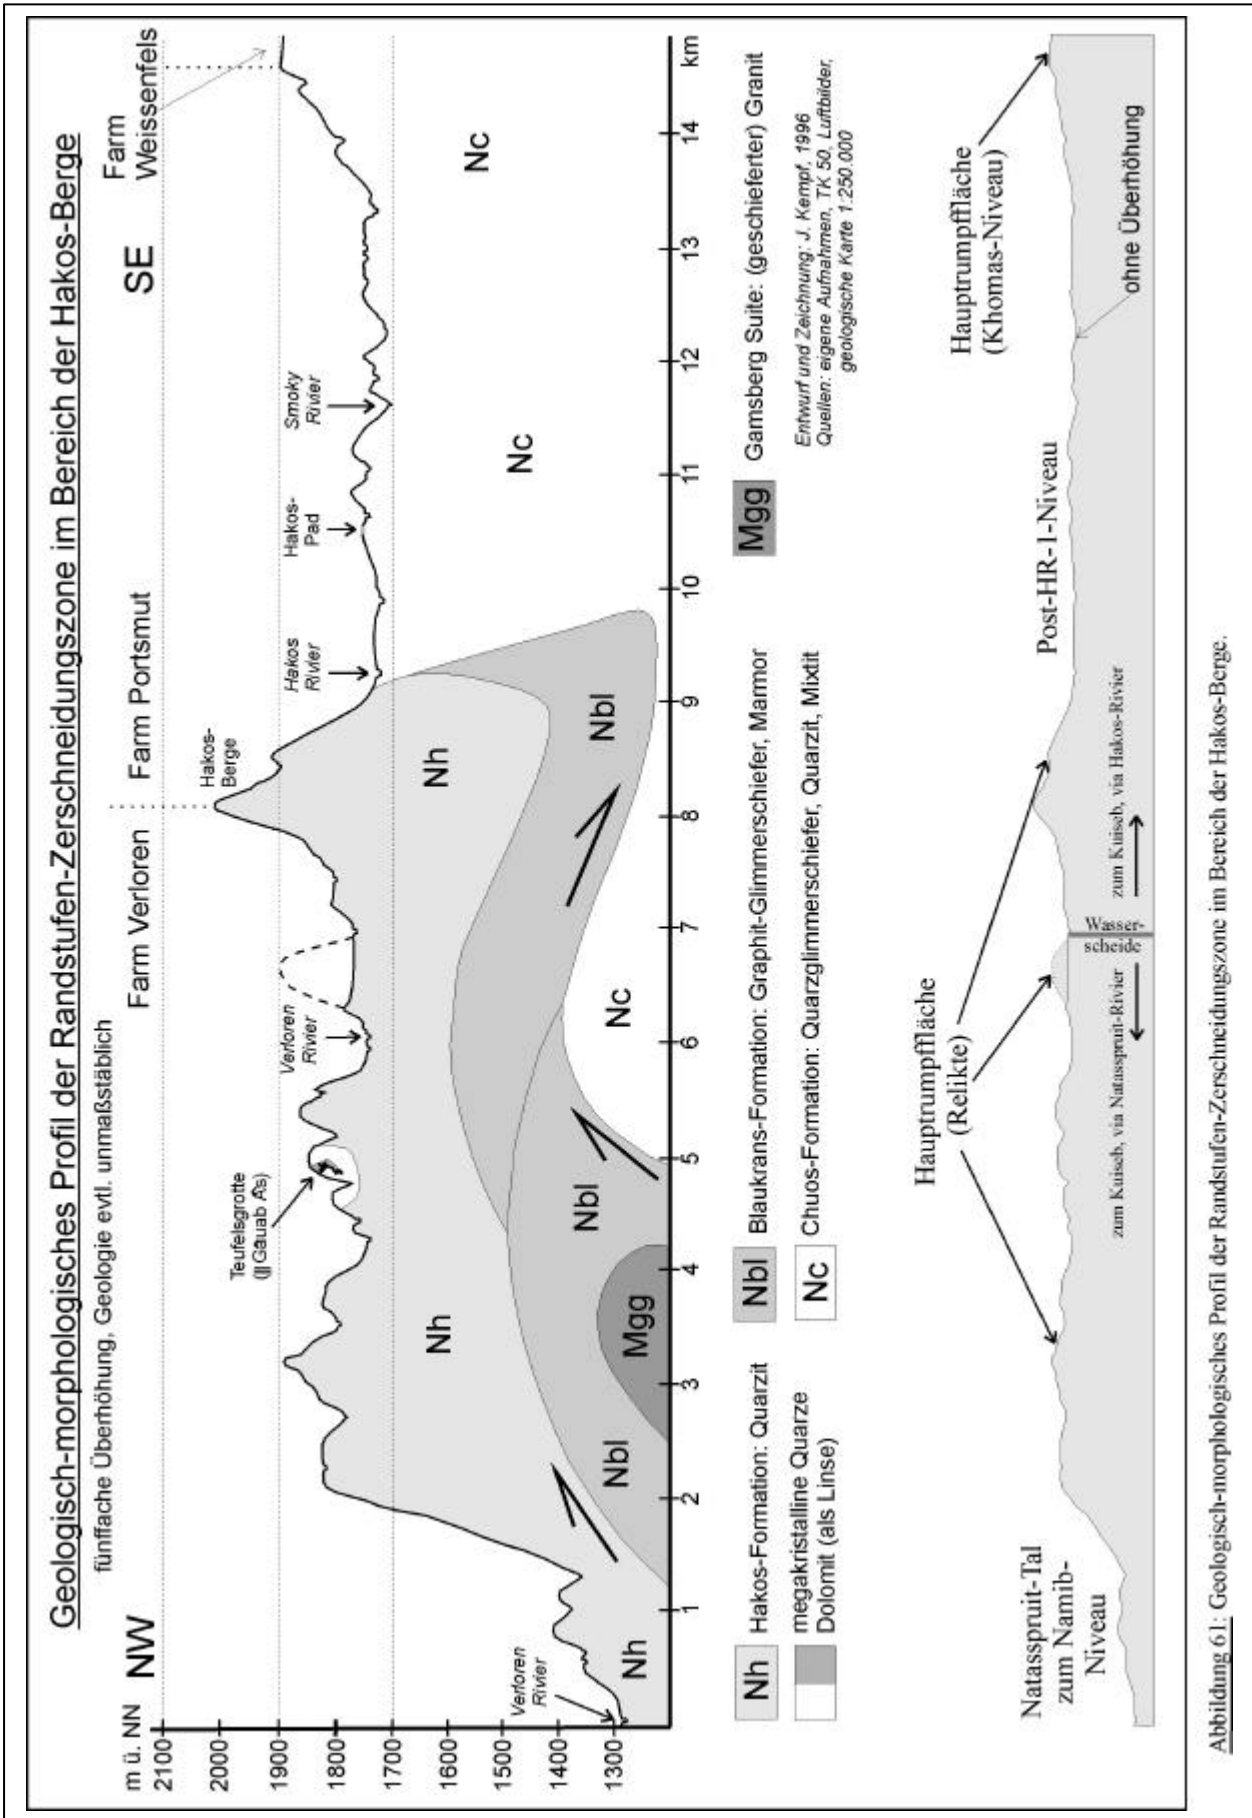 Geologisch-morphologisches Profil der Randstufen-Zerschneidungszone im Bereich der Hakos-Berge
fünffache Überhöhung, Geologie evtl. unmaßstäblich
m ü. NN
NW
SE
Farm Verloren
Farm Portsmut
Farm
Weissenfels
2100
2000
1900
1800
1700
1600
1500
1400
1300
Verloren
Rivier
Teufelsgrotte
Verloren
Rivier
Hakos-
Berge
Hakos
Rivier
Hakos-
Pad
Smoky
Rivier
Nh
Nh
Nh
Nbl
Nbl
Nbl
Mgg
Nc
Nc
Nc
1
2
3
4
5
6
7
8
9
10
11
12
13
14
km
Nh Hakos-Formation: Quarzit
megakristalline Quarze
Dolomit (als Linse)
Nbl Blaukrans-Formation: Graphit-Glimmerschiefer, Marmor
Nc Chuos-Formation: Quarzglimmerschiefer, Quarzit, Mixtit
Mgg Gamsberg Suite: (geschieferter) Granit
Entwurf und Zeichnung: J. Kempf, 1996
Quellen: eigene Aufnahmen, TK 50, Luftbilder,
geologische Karte 1:250.000
Natasspruit-Tal
zum Namib-
Niveau
Hauptrumpffläche
(Relikte)
Post-HR-1-Niveau
Hauptrumpffläche
(Khomas-Niveau)
zum Kuiseb, via Natasspruit-Rivier
Wasser-
scheide
zum Kuiseb, via Hakos-Rivier
ohne Überhöhung
Abbildung 61: Geologisch-morphologisches Profil der Randstufen-Zerschneidungszone im Bereich der Hakos-Berge.